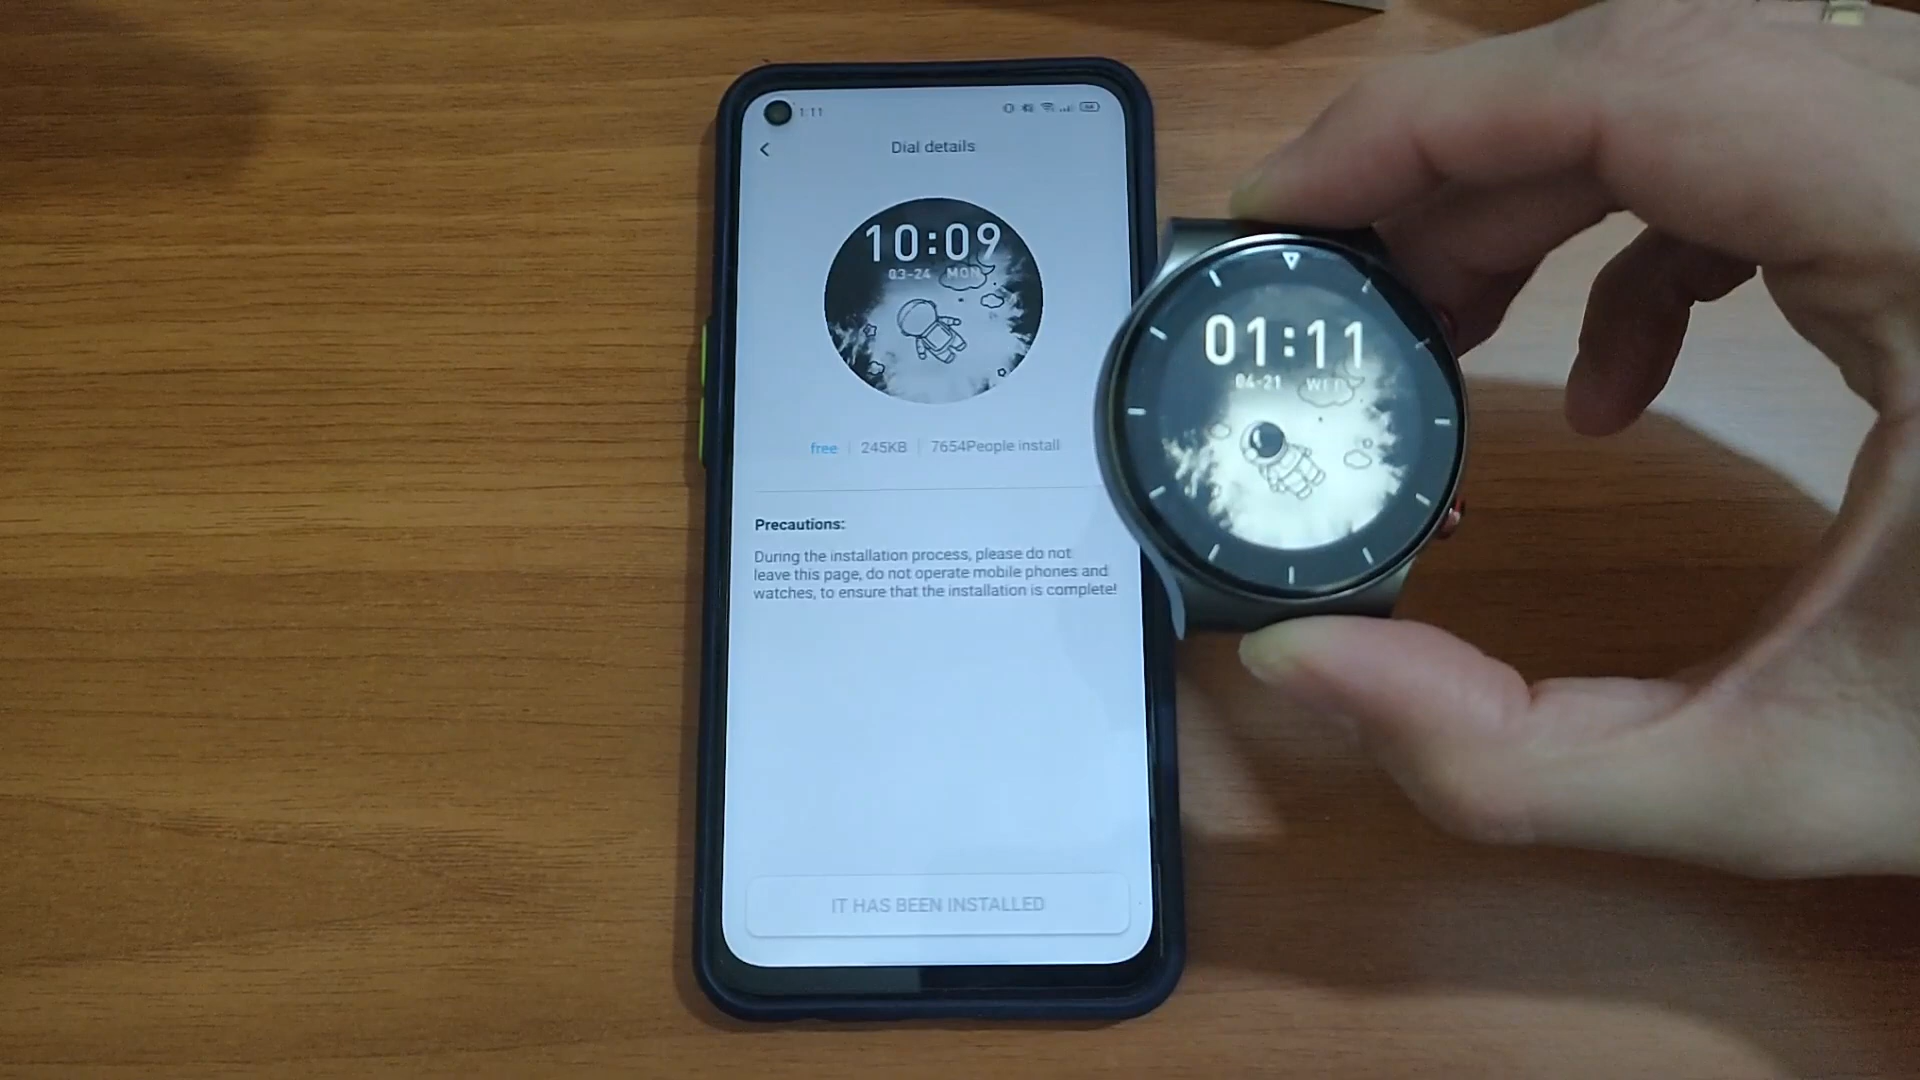 1:11
Dial details
10:09
03-24 MON
free | 245KB | 7654People install
Precautions:
During the installation process, please do not
leave this page, do not operate mobile phones and
watches, to ensure that the installation is complete!
IT HAS BEEN INSTALLED
01:11
04-21 WED